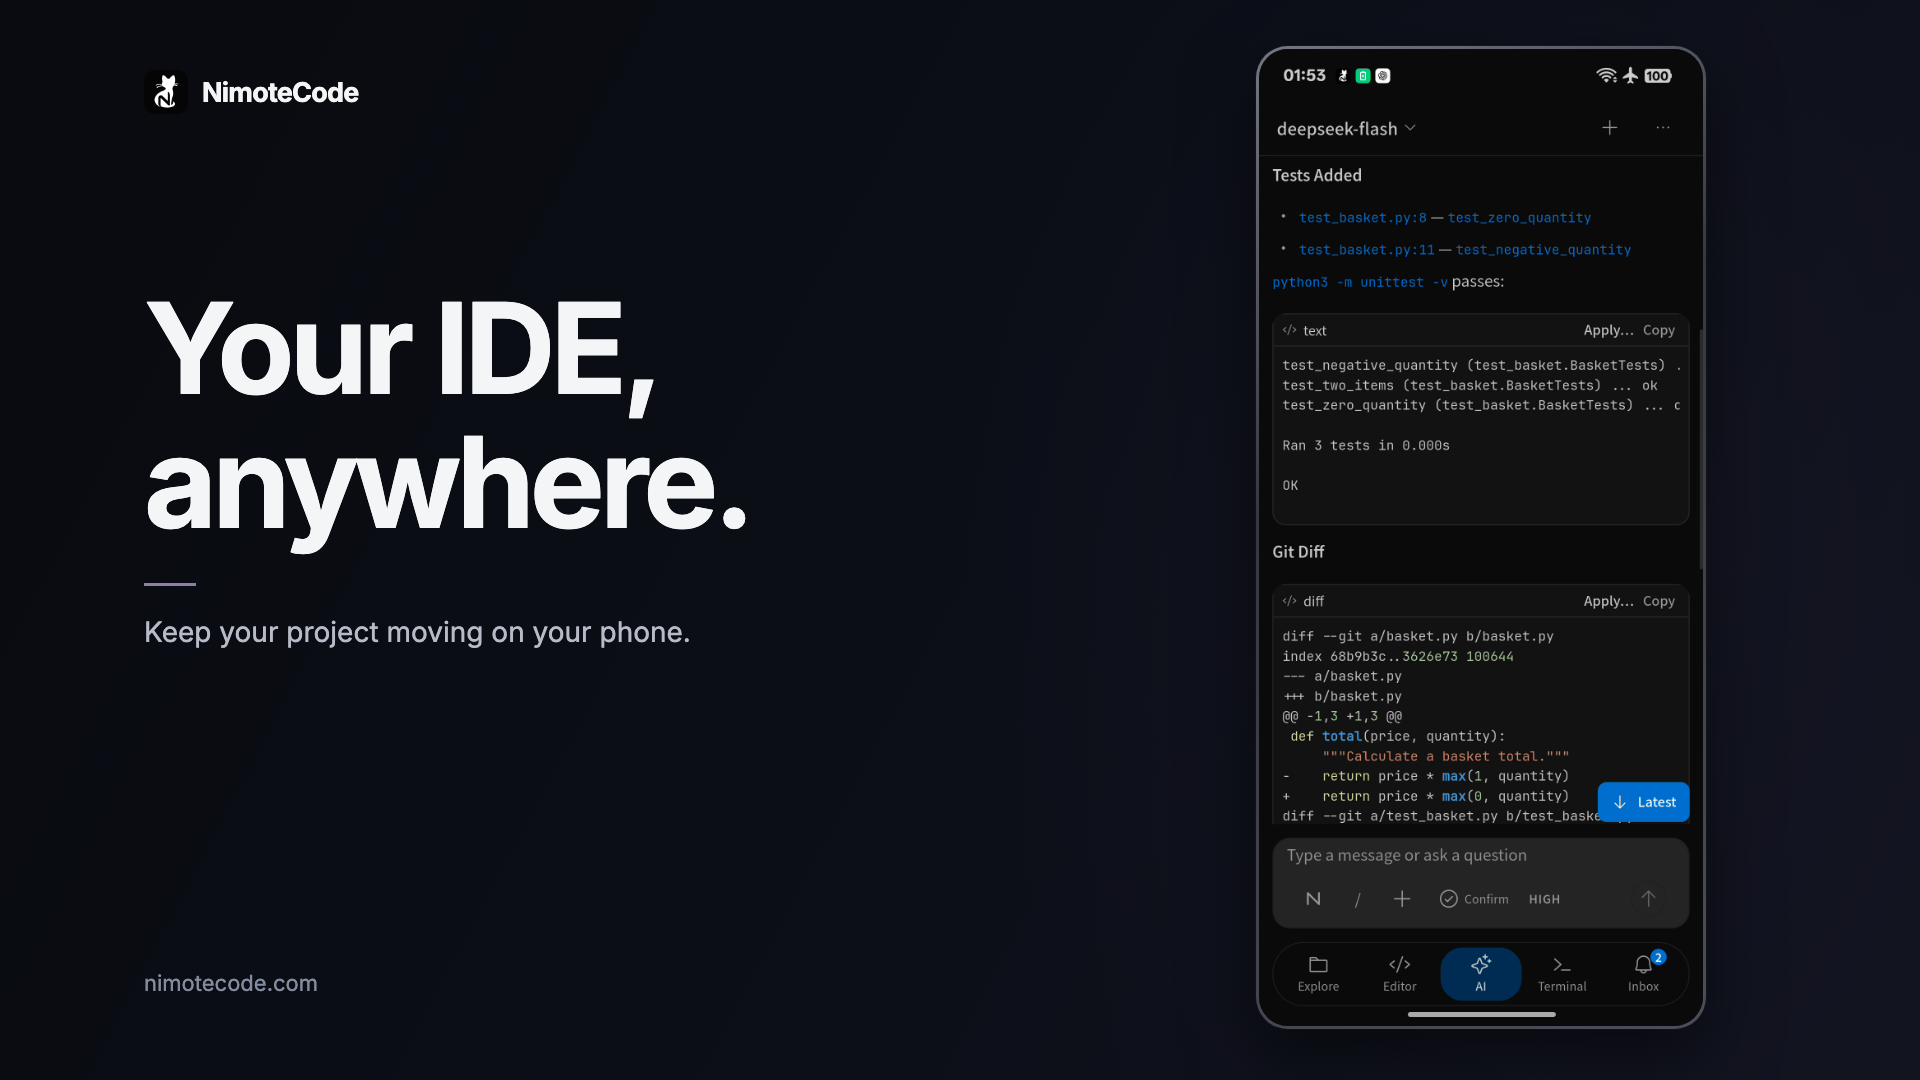 NimoteCode
Your IDE,
anywhere.
Keep your project moving on your phone.
nimotecode.com
01:53
100
deepseek-flash
Tests Added
• test_basket.py:8 — test_zero_quantity
• test_basket.py:11 — test_negative_quantity
python3 -m unittest -v passes:
</> text Apply... Copy
test_negative_quantity (test_basket.BasketTests) .
test_two_items (test_basket.BasketTests) ... ok
test_zero_quantity (test_basket.BasketTests) ...
Ran 3 tests in 0.000s
OK
Git Diff
</> diff Apply... Copy
diff --git a/basket.py b/basket.py
index 68b9b3c..3626e73 100644
--- a/basket.py
+++ b/basket.py
@@ -1,3 +1,3 @@
def total(price, quantity):
"""Calculate a basket total."""
- return price * max(1, quantity)
+ return price * max(0, quantity)
diff --git a/test_basket.py b/test_baske
Latest
Type a message or ask a question
N / + Confirm HIGH
2
Explore Editor AI Terminal Inbox